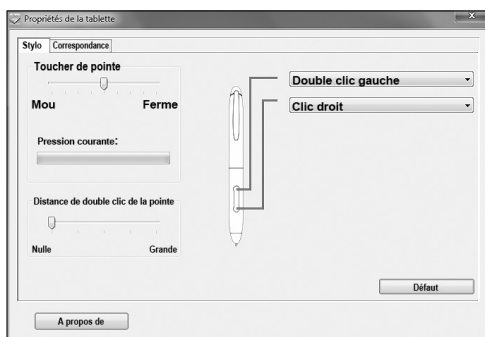 Propriétés de la tablette
x
Stylo Correspondance
Toucher de pointe
Mou Ferme
Pression courante:
Distance de double clic de la pointe
Nulle Grande
Double clic gauche
Clic droit
Défaut
A propos de